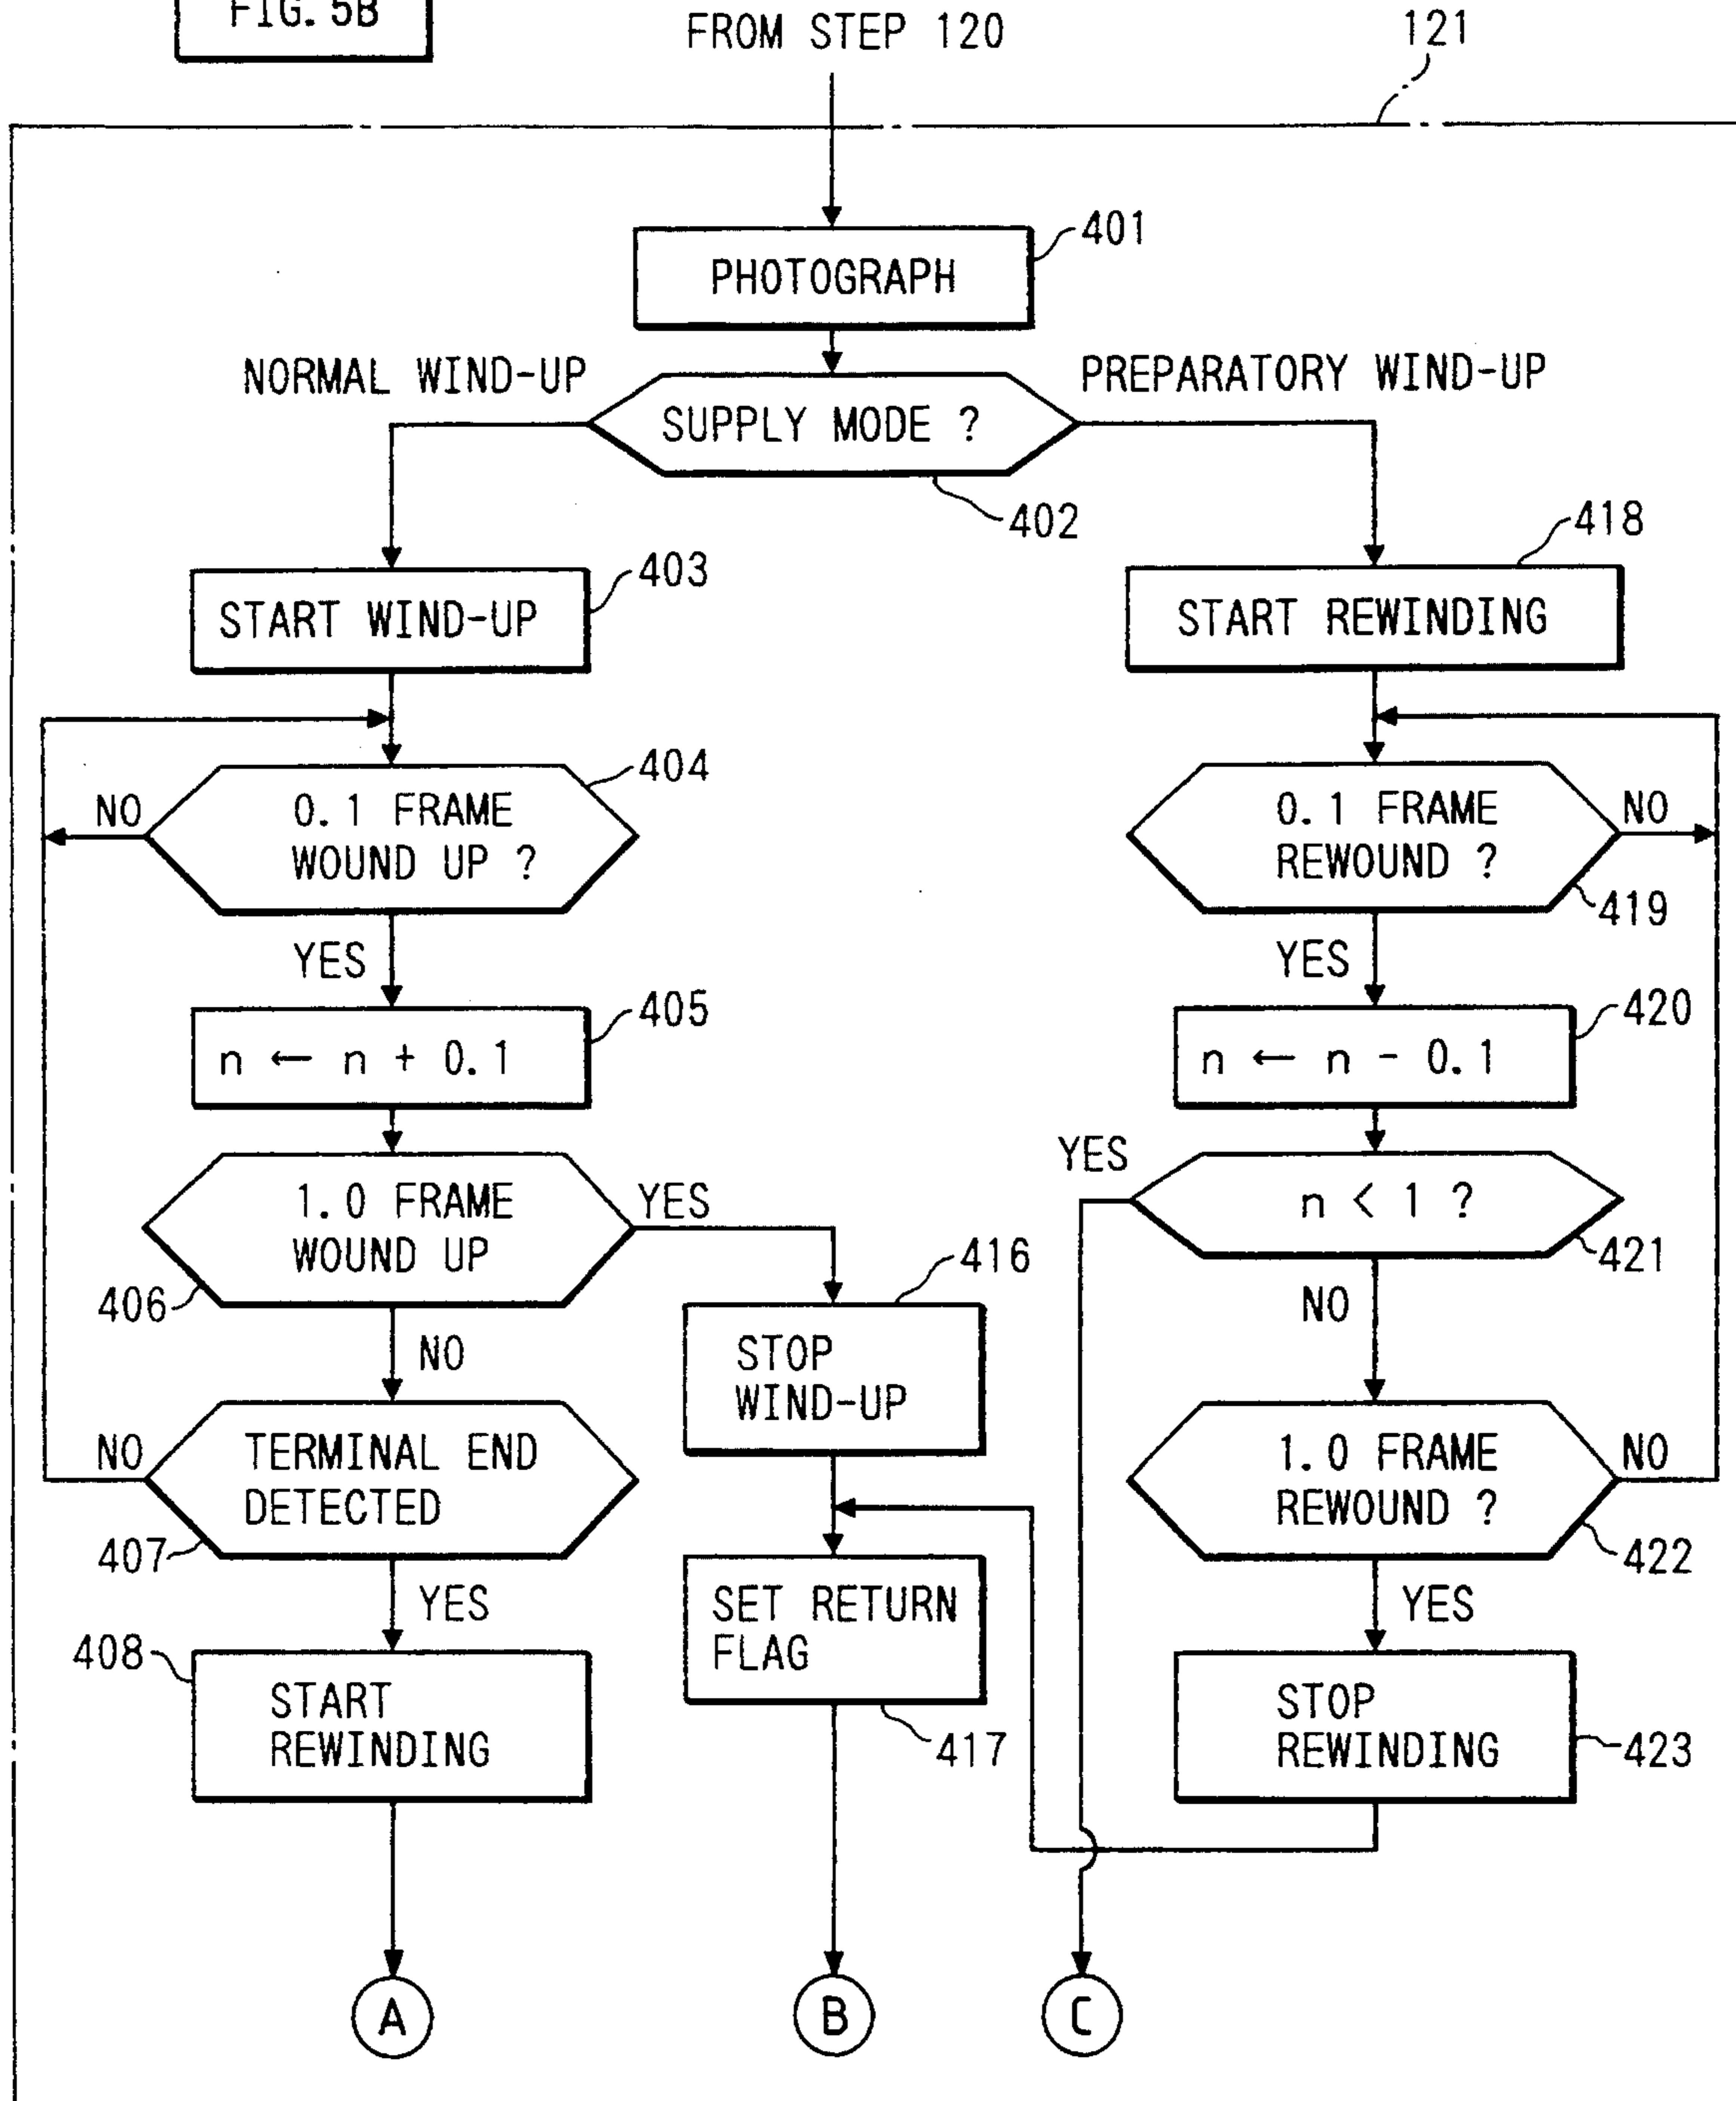 FIG. 5B
FROM STEP 120
121
PHOTOGRAPH
401
NORMAL WIND-UP
PREPARATORY WIND-UP
SUPPLY MODE ?
402
START WIND-UP
403
START REWINDING
418
0.1 FRAME
WOUND UP ?
404
NO
YES
0.1 FRAME
REWOUND ?
NO
419
YES
n ← n + 0.1
405
n ← n - 0.1
420
1.0 FRAME
WOUND UP
YES
406
NO
YES
n < 1 ?
421
NO
416
STOP
WIND-UP
TERMINAL END
DETECTED
NO
407
YES
1.0 FRAME
REWOUND ?
NO
422
YES
SET RETURN
FLAG
417
408
START
REWINDING
STOP
REWINDING
423
A
B
C